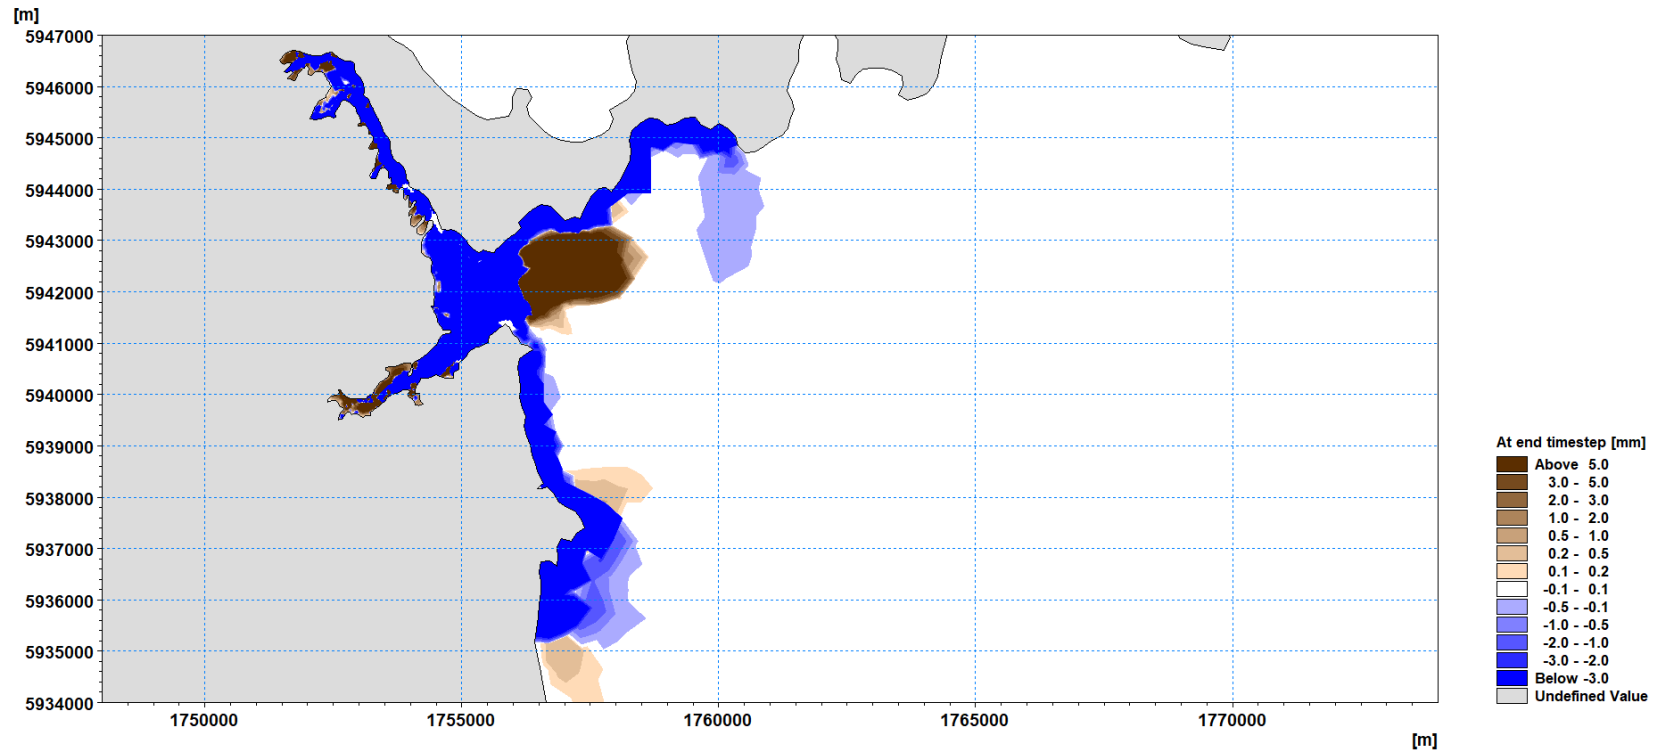 [m]
5947000
5946000
5945000
5944000
5943000
5942000
5941000
5940000
5939000
5938000
5937000
5936000
5935000
5934000
1750000 1755000 1760000 1765000 1770000
[m]
At end timestep [mm]
Above 5.0
3.0 - 5.0
2.0 - 3.0
1.0 - 2.0
0.5 - 1.0
0.2 - 0.5
0.1 - 0.2
-0.1 - 0.1
-0.5 - -0.1
-1.0 - -0.5
-2.0 - -1.0
-3.0 - -2.0
Below -3.0
Undefined Value